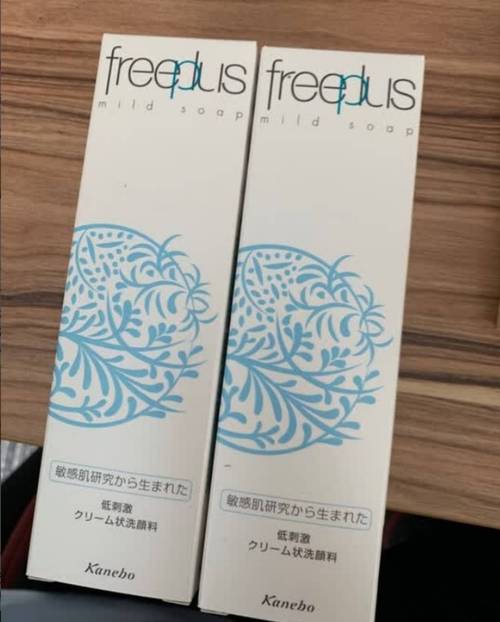 freeplus
mild soap
敏感肌研究から生まれた
低刺激
クリーム状洗顔料
Kanebo
freeplus
mild soap
敏感肌研究から生まれた
低刺激
クリーム状洗顔料
Kanebo